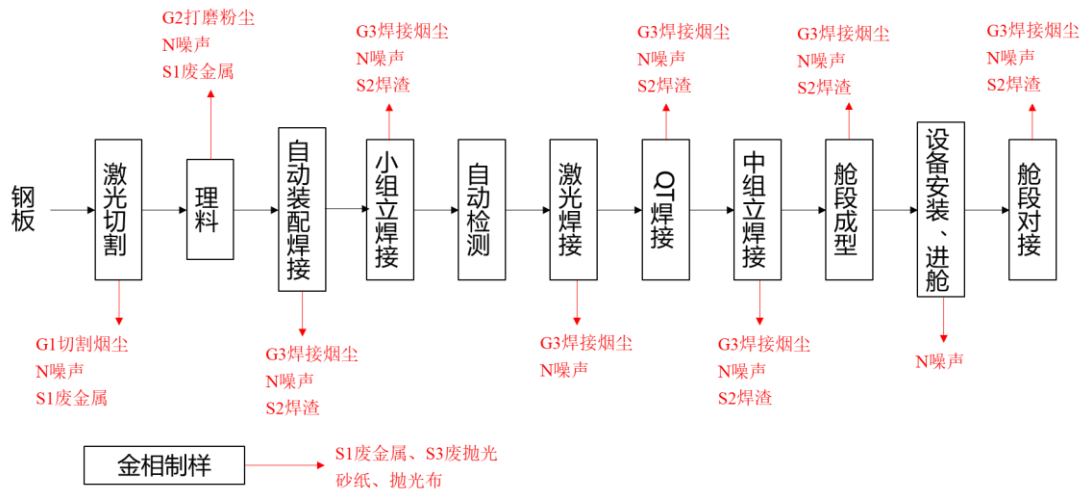 G2打磨粉尘
N噪声
S1废金属
G3焊接烟尘
N噪声
S2焊渣
G3焊接烟尘
N噪声
S2焊渣
G3焊接烟尘
N噪声
S2焊渣
G3焊接烟尘
N噪声
S2焊渣
钢板
激光切割
理料
自动装配焊接
小组立焊接
自动检测
激光焊接
QT焊接
中组立焊接
舱段成型
设备安装、进舱
舱段对接
G1切割烟尘
N噪声
S1废金属
G3焊接烟尘
N噪声
S2焊渣
G3焊接烟尘
N噪声
G3焊接烟尘
N噪声
S2焊渣
N噪声
金相制样
S1废金属、S3废抛光
砂纸、抛光布